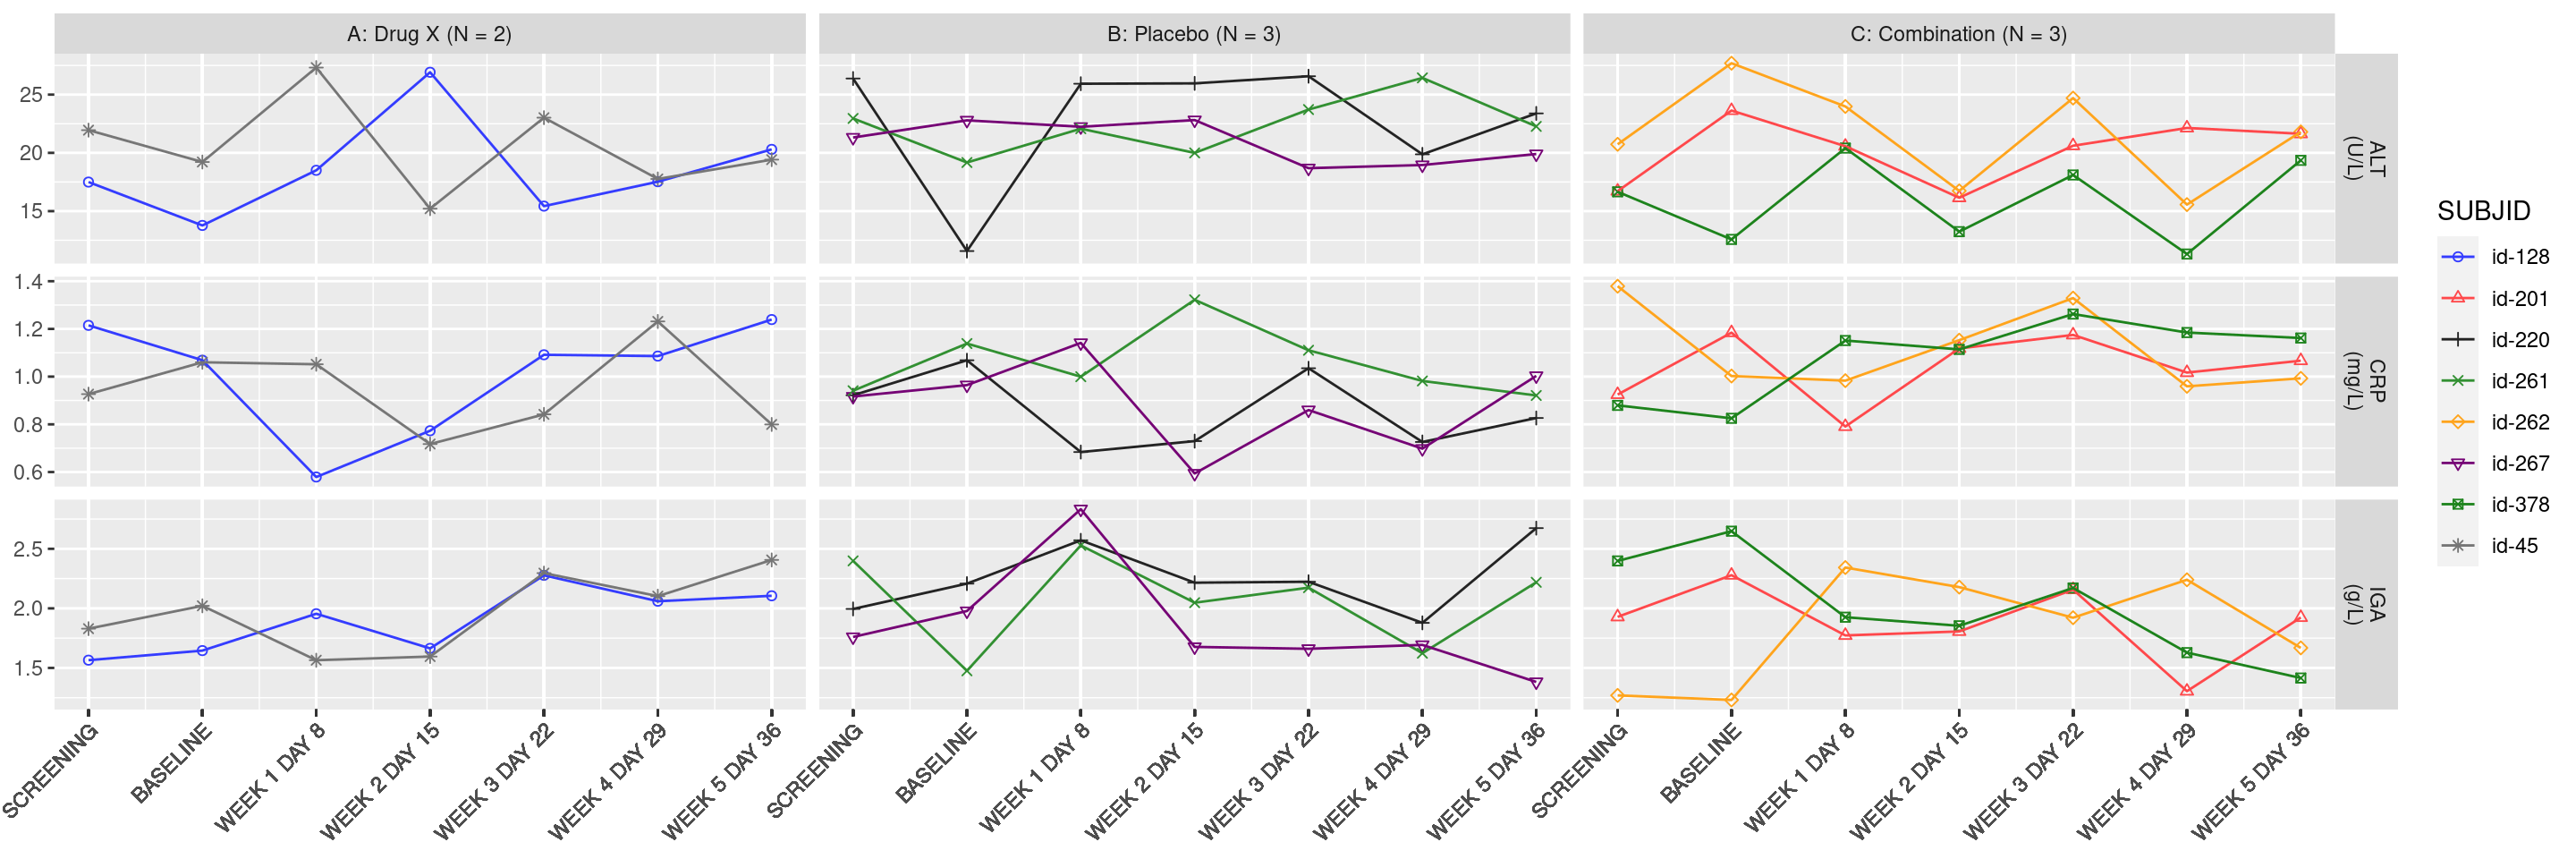 A: Drug X (N = 2)
B: Placebo (N = 3)
C: Combination (N = 3)
25
20
15
ALT
(U/L)
1.4
1.2
1.0
0.8
0.6
CRP
(mg/L)
2.5
2.0
1.5
IGA
(g/L)
SCREENING
BASELINE
WEEK 1 DAY 8
WEEK 2 DAY 15
WEEK 3 DAY 22
WEEK 4 DAY 29
WEEK 5 DAY 36
SCREENING
BASELINE
WEEK 1 DAY 8
WEEK 2 DAY 15
WEEK 3 DAY 22
WEEK 4 DAY 29
WEEK 5 DAY 36
SCREENING
BASELINE
WEEK 1 DAY 8
WEEK 2 DAY 15
WEEK 3 DAY 22
WEEK 4 DAY 29
WEEK 5 DAY 36
SUBJID
id-128
id-201
id-220
id-261
id-262
id-267
id-378
id-45